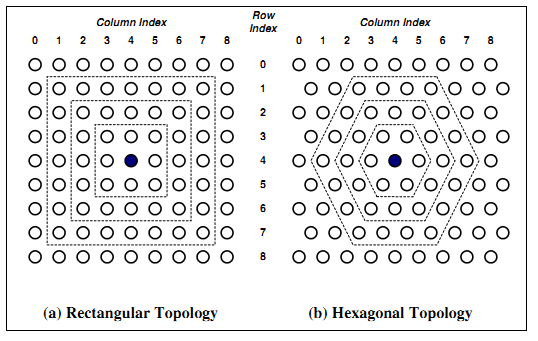 Column Index
Row Index
Column Index
0 1 2 3 4 5 6 7 8
0 1 2 3 4 5 6 7 8
0
1
2
3
4
5
6
7
8
(a) Rectangular Topology
(b) Hexagonal Topology